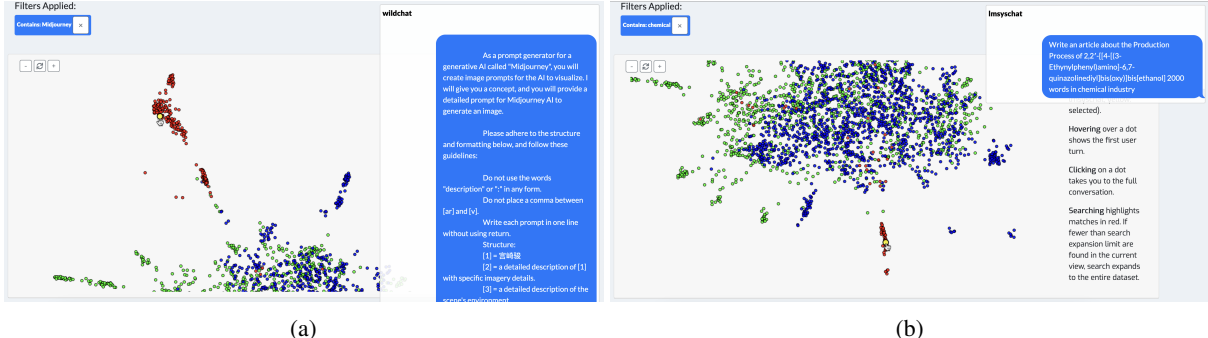 Filters Applied:
Contains: Midjourney ×
- +
wildchat
As a prompt generator for a
generative AI called "Midjourney", you will
create image prompts for the AI to visualize. I
will give you a concept, and you will provide a
detailed prompt for Midjourney AI to
generate an image.
Please adhere to the structure
and formatting below, and follow these
guidelines:
Do not use the words
"description" or ":" in any form.
Do not place a comma between
[ar] and [v].
Write each prompt in one line
without using return.
Structure:
[1] = 宫崎骏
[2] = a detailed description of [1]
with specific imagery details.
[3] = a detailed description of the
scene's environment.
(a)
Filters Applied:
Contains: chemical ×
- +
lmsyschat
Write an article about the Production
Process of 2,2'-[[4-[(3-
Ethynylphenyl)amino]-6,7-
quinazolinediyl]bis(oxy)]bis[ethanol] 2000
words in chemical industry
selected).
Hovering over a dot
shows the first user
turn.
Clicking on a dot
takes you to the full
conversation.
Searching highlights
matches in red. If
fewer than search
expansion limit are
found in the current
view, search expands
to the entire dataset.
(b)